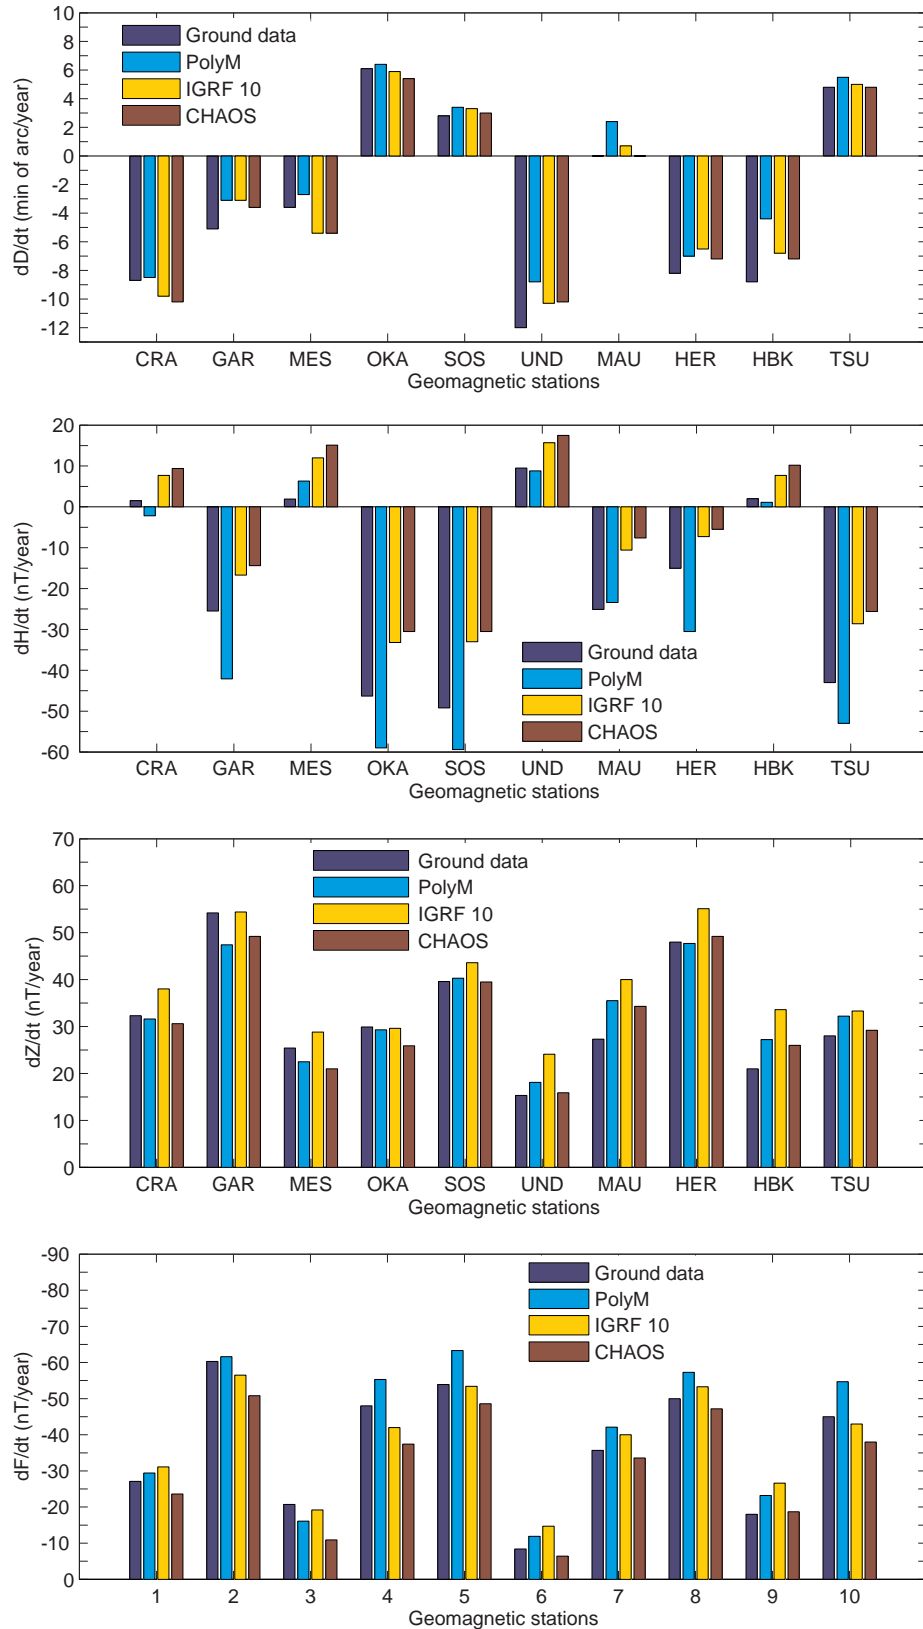 10
8
6
4
2
0
-2
-4
-6
-8
-10
-12
dD/dt (min of arc/year)
Ground data
PolyM
IGRF 10
CHAOS
CRA GAR MES OKA SOS UND MAU HER HBK TSU
Geomagnetic stations
20
10
0
-10
-20
-30
-40
-50
-60
dH/dt (nT/year)
Ground data
PolyM
IGRF 10
CHAOS
CRA GAR MES OKA SOS UND MAU HER HBK TSU
Geomagnetic stations
70
60
50
40
30
20
10
0
dZ/dt (nT/year)
Ground data
PolyM
IGRF 10
CHAOS
CRA GAR MES OKA SOS UND MAU HER HBK TSU
Geomagnetic stations
-90
-80
-70
-60
-50
-40
-30
-20
-10
0
dF/dt (nT/year)
Ground data
PolyM
IGRF 10
CHAOS
1 2 3 4 5 6 7 8 9 10
Geomagnetic stations